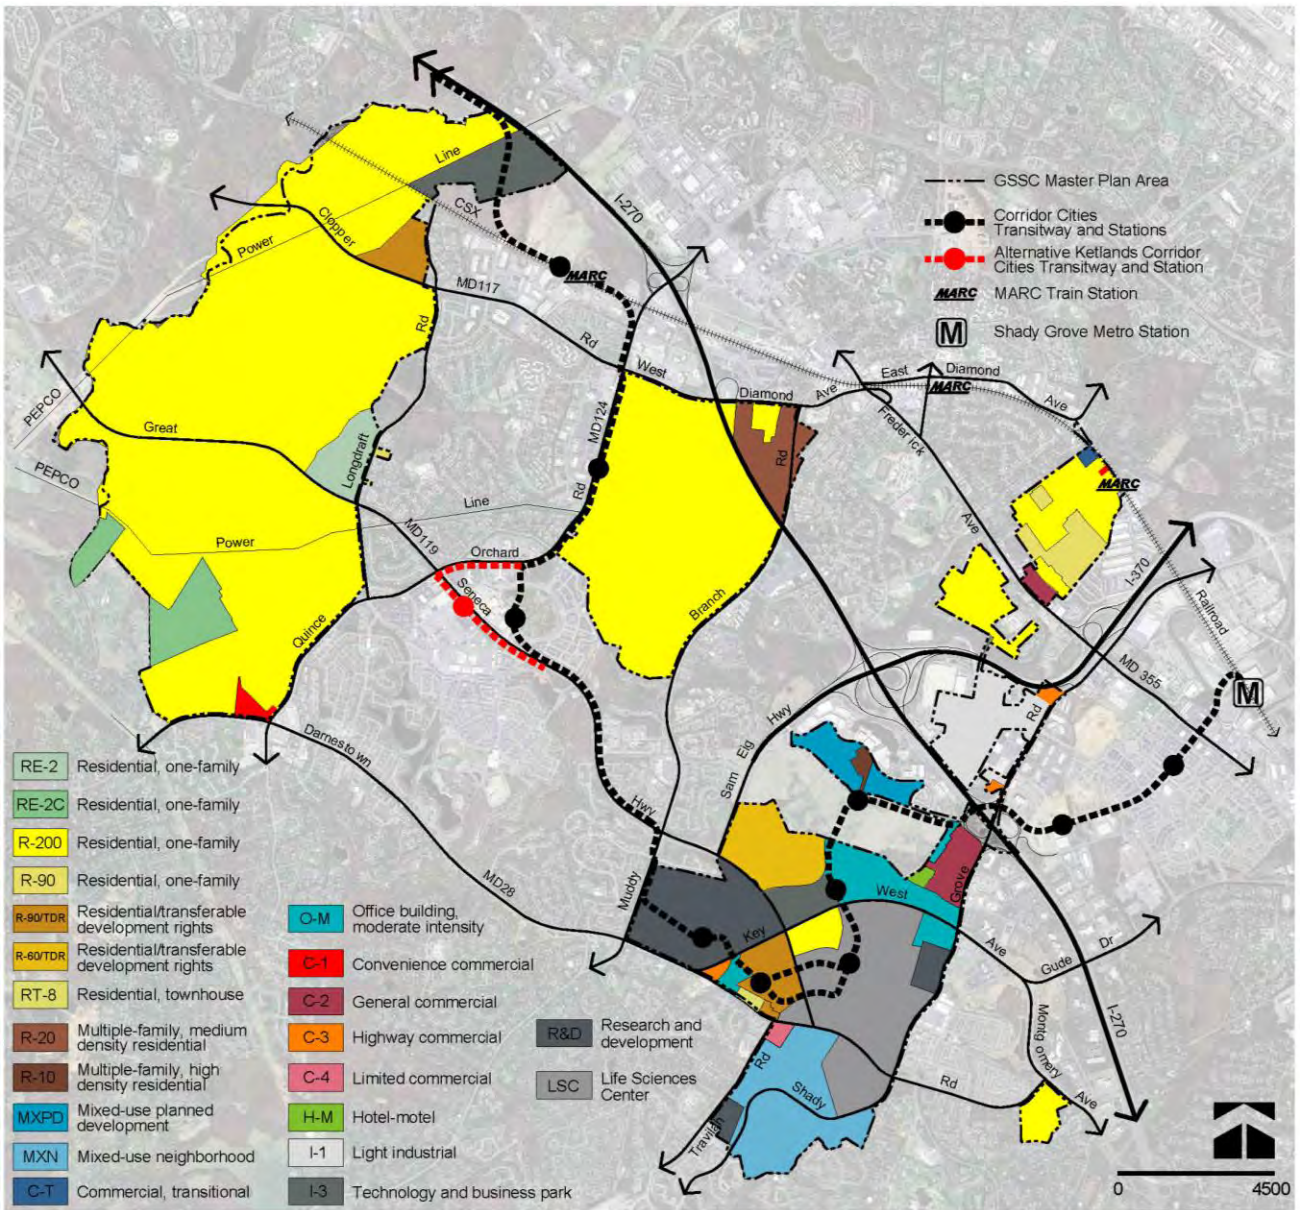 Line
I-270
CSX
Clopper
Power
MARC
MD117
Rd
Rd
West
Diamond
Ave
East
Diamond
MARC
Ave
Frederick
Ave
MARC
PEPCO
Great
PEPCO
Longdraft
MD124
Rd
Rd
Line
Power
MD119
Orchard
Seneca
Quince
Branch
I-370
Railroad
MD 355
M
Rd
Hwy
Eig
Sam
Darnestown
Hwy
MD28
Muddy
Key
West
Grove
Ave
Gude
Dr
I-270
Montgomery
Ave
Rd
Rd
Shady
Travilah
GSSC Master Plan Area
Corridor Cities
Transitway and Stations
Alternative Ketlands Corridor
Cities Transitway and Station
MARC MARC Train Station
M Shady Grove Metro Station
RE-2 Residential, one-family
RE-2C Residential, one-family
R-200 Residential, one-family
R-90 Residential, one-family
R-90/TDR Residential/transferable
development rights
R-60/TDR Residential/transferable
development rights
RT-8 Residential, townhouse
R-20 Multiple-family, medium
density residential
R-10 Multiple-family, high
density residential
MXPD Mixed-use planned
development
MXN Mixed-use neighborhood
C-T Commercial, transitional
O-M Office building,
moderate intensity
C-1 Convenience commercial
C-2 General commercial
C-3 Highway commercial
C-4 Limited commercial
H-M Hotel-motel
I-1 Light industrial
I-3 Technology and business park
R&D Research and
development
LSC Life Sciences
Center
0 4500